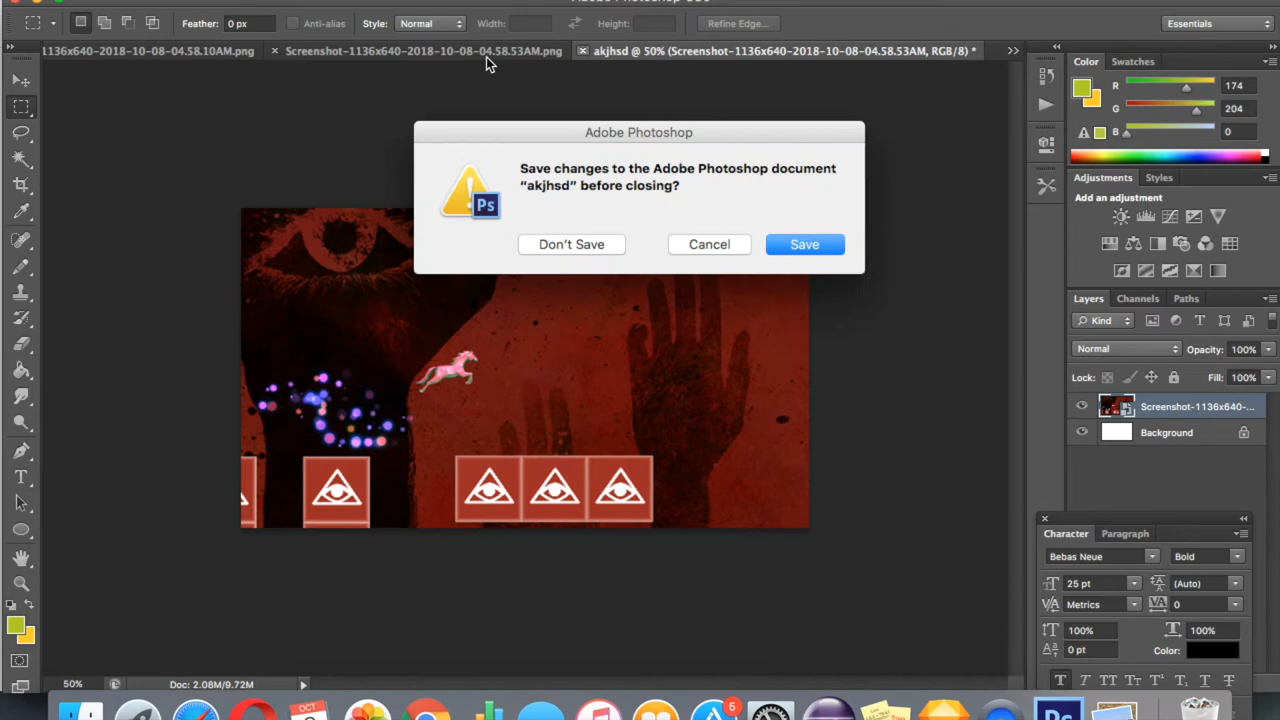 Feather: 0 px Anti-alias Style: Normal Width: Height: Refine Edge... Essentials
1136x640-2018-10-08-04.58.10AM.png × Screenshot-1136x640-2018-10-08-04.58.53AM.png × akjhsd @ 50% (Screenshot-1136x640-2018-10-08-04.58.53AM, RGB/8) *
Adobe Photoshop
Save changes to the Adobe Photoshop document
“akjhsd” before closing?
Ps
Don't Save Cancel Save
Color Swatches
R 174
G 204
B 0
Adjustments Styles
Add an adjustment
Layers Channels Paths
Kind
Normal Opacity: 100%
Lock: Fill: 100%
Screenshot-1136x640-...
Background
Character Paragraph
Bebas Neue Bold
25 pt (Auto)
Metrics 0
100% 100%
0 pt Color:
50% Doc: 2.08M/9.72M
OCT
5
Ps